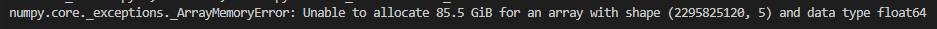 numpy.core._exceptions._ArrayMemoryError: Unable to allocate 85.5 GiB for an array with shape (2295825120, 5) and data type float64